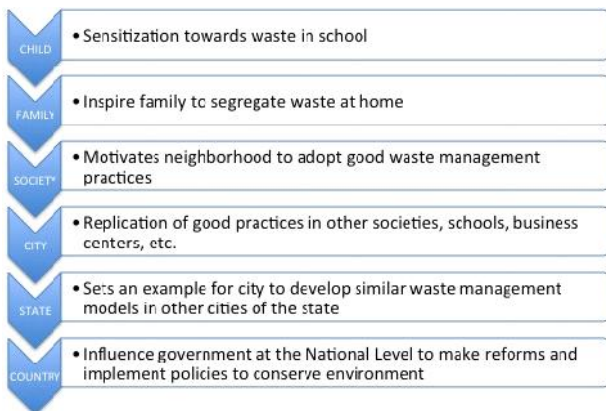 CHILD
• Sensitization towards waste in school
FAMILY
• Inspire family to segregate waste at home
SOCIETY
• Motivates neighborhood to adopt good waste management
practices
CITY
• Replication of good practices in other societies, schools, business
centers, etc.
STATE
• Sets an example for city to develop similar waste management
models in other cities of the state
COUNTRY
• Influence government at the National Level to make reforms and
implement policies to conserve environment